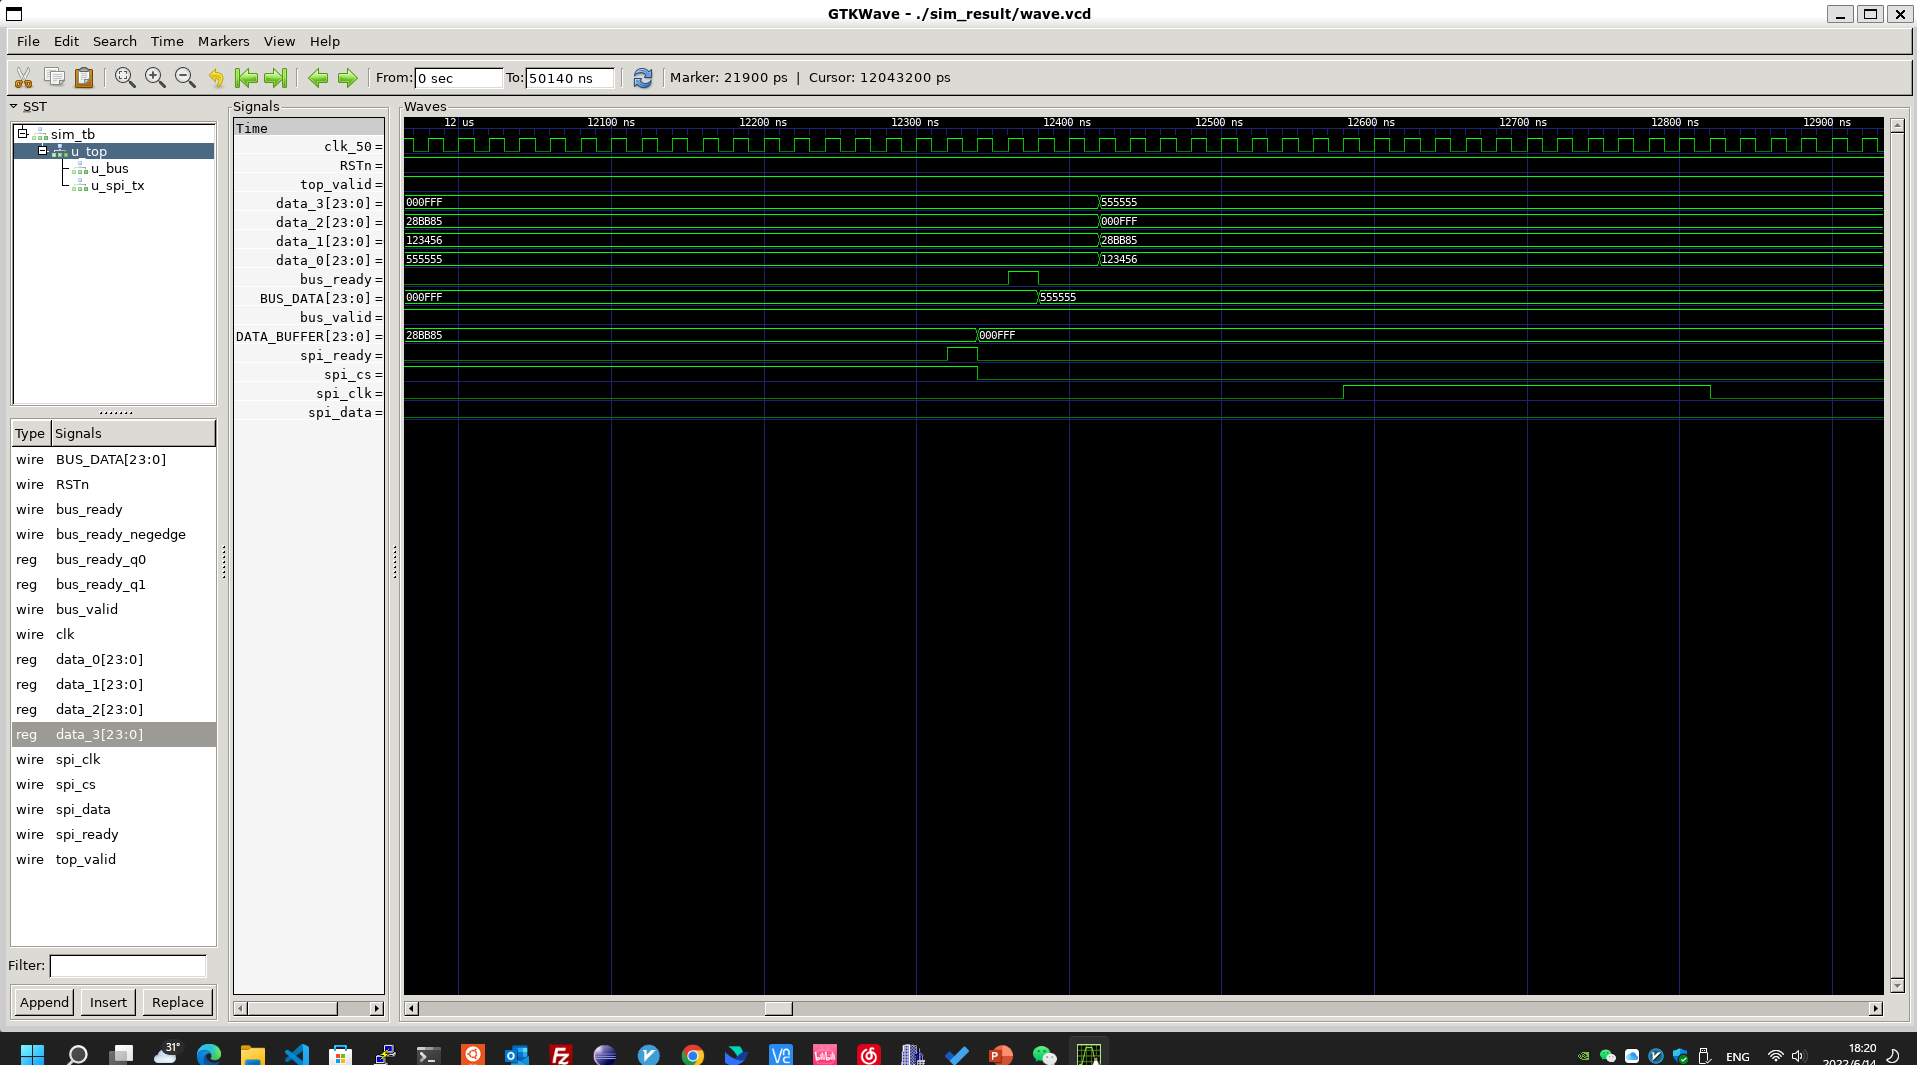 GTKWave - ./sim_result/wave.vcd
File Edit Search Time Markers View Help
From: 0 sec To: 50140 ns Marker: 21900 ps | Cursor: 12043200 ps
SST
sim_tb
u_top
u_bus
u_spi_tx
Type Signals
wire BUS_DATA[23:0]
wire RSTn
wire bus_ready
wire bus_ready_negedge
reg bus_ready_q0
reg bus_ready_q1
wire bus_valid
wire clk
reg data_0[23:0]
reg data_1[23:0]
reg data_2[23:0]
reg data_3[23:0]
wire spi_clk
wire spi_cs
wire spi_data
wire spi_ready
wire top_valid
Filter:
Append Insert Replace
Signals
Time
clk_50 =
RSTn =
top_valid =
data_3[23:0] =
data_2[23:0] =
data_1[23:0] =
data_0[23:0] =
bus_ready =
BUS_DATA[23:0] =
bus_valid =
DATA_BUFFER[23:0] =
spi_ready =
spi_cs =
spi_clk =
spi_data =
Waves
12 us 12100 ns 12200 ns 12300 ns 12400 ns 12500 ns 12600 ns 12700 ns 12800 ns 12900 ns
000FFF 555555
28BB85 000FFF
123456 28BB85
555555 123456
000FFF 555555
28BB85 000FFF
31°
ENG
18:20
2022/6/14